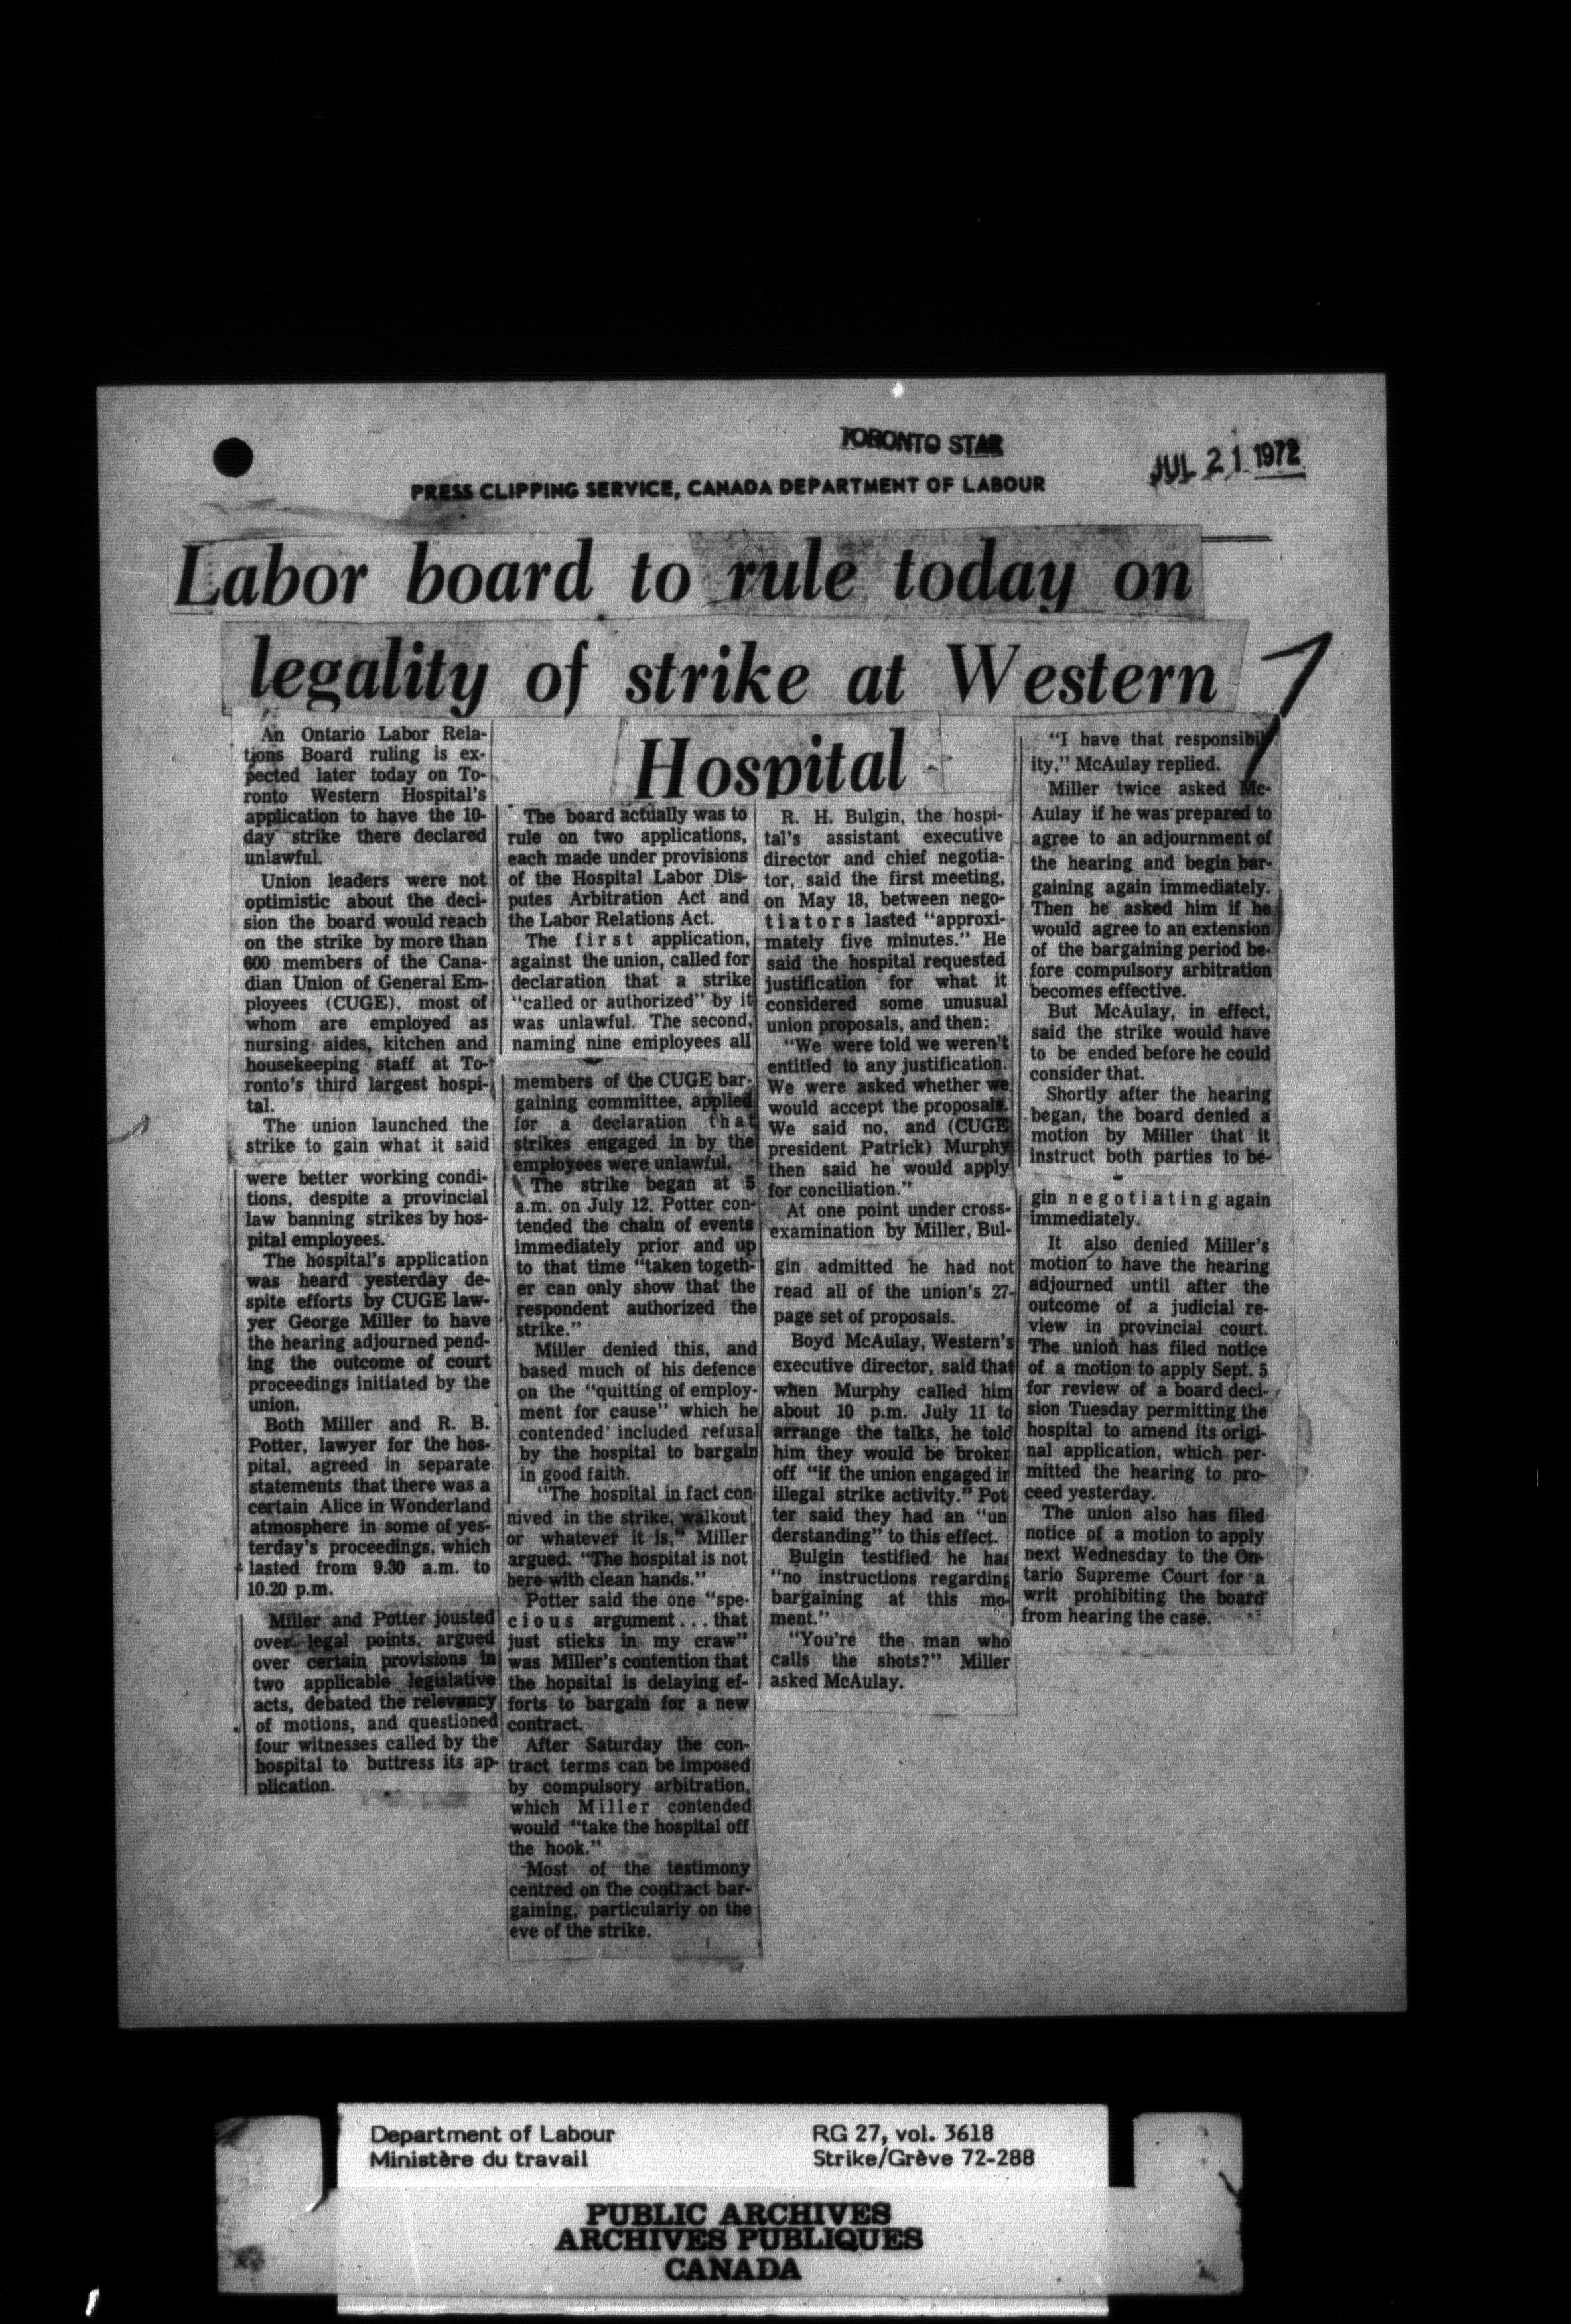 TORONTO STAR
JUL 21 1972
PRESS CLIPPING SERVICE, CANADA DEPARTMENT OF LABOUR
Labor board to rule today on
legality of strike at Western
Hospital
An Ontario Labor Rela-
tions Board ruling is ex-
pected later today on To-
ronto Western Hospital's
application to have the 10-
day strike there declared
unlawful.
Union leaders were not
optimistic about the deci-
sion the board would reach
on the strike by more than
600 members of the Cana-
dian Union of General Em-
ployees (CUGE), most of
whom are employed as
nursing aides, kitchen and
housekeeping staff at To-
ronto's third largest hospi-
tal.
The union launched the
strike to gain what it said
were better working condi-
tions, despite a provincial
law banning strikes by hos-
pital employees.
The hospital's application
was heard yesterday de-
spite efforts by CUGE law-
yer George Miller to have
the hearing adjourned pend-
ing the outcome of court
proceedings initiated by the
union.
Both Miller and R. B.
Potter, lawyer for the hos-
pital, agreed in separate
statements that there was a
certain Alice in Wonderland
atmosphere in some of yes-
terday's proceedings, which
lasted from 9.30 a.m. to
10.20 p.m.
Miller and Potter jousted
over legal points, argued
over certain provisions in
two applicable legislative
acts, debated the relevancy
of motions, and questioned
four witnesses called by the
hospital to buttress its ap-
plication.
The board actually was to
rule on two applications,
each made under provisions
of the Hospital Labor Dis-
putes Arbitration Act and
the Labor Relations Act.
The first application,
against the union, called for
declaration that a strike
"called or authorized" by it
was unlawful. The second,
naming nine employees all
members of the CUGE bar-
gaining committee, applied
for a declaration that
strikes engaged in by the
employees were unlawful.
The strike began at 5
a.m. on July 12. Potter con-
tended the chain of events
immediately prior and up
to that time "taken togeth-
er can only show that the
respondent authorized the
strike."
Miller denied this, and
based much of his defence
on the "quitting of employ-
ment for cause" which he
contended included refusal
by the hospital to bargain
in good faith.
"The hospital in fact con-
nived in the strike, walkout
or whatever it is," Miller
argued. "The hospital is not
here with clean hands."
Potter said the one "spe-
cious argument... that
just sticks in my craw"
was Miller's contention that
the hopsital is delaying ef-
forts to bargain for a new
contract.
After Saturday the con-
tract terms can be imposed
by compulsory arbitration,
which Miller contended
would "take the hospital off
the hook."
Most of the testimony
centred on the contract bar-
gaining, particularly on the
eve of the strike.
R. H. Bulgin, the hospi-
tal's assistant executive
director and chief negotia-
tor, said the first meeting,
on May 18, between nego-
tiators lasted "approxi-
mately five minutes." He
said the hospital requested
justification for what it
considered some unusual
union proposals, and then:
"We were told we weren't
entitled to any justification.
We were asked whether we
would accept the proposals.
We said no, and (CUGE
president Patrick) Murphy
then said he would apply
for conciliation."
At one point under cross-
examination by Miller, Bul-
gin admitted he had not
read all of the union's 27-
page set of proposals.
Boyd McAulay, Western's
executive director, said that
when Murphy called him
about 10 p.m. July 11 to
arrange the talks, he told
him they would be broken
off "if the union engaged in
illegal strike activity." Pot
ter said they had an "un
derstanding" to this effect.
Bulgin testified he has
"no instructions regarding
bargaining at this mo-
ment."
"You're the man who
calls the shots?" Miller
asked McAulay.
"I have that responsibil-
ity," McAulay replied.
Miller twice asked Mc-
Aulay if he was prepared to
agree to an adjournment of
the hearing and begin bar-
gaining again immediately.
Then he asked him if he
would agree to an extension
of the bargaining period be-
fore compulsory arbitration
becomes effective.
But McAulay, in effect,
said the strike would have
to be ended before he could
consider that.
Shortly after the hearing
began, the board denied a
motion by Miller that it
instruct both parties to be-
gin negotiating again
immediately.
It also denied Miller's
motion to have the hearing
adjourned until after the
outcome of a judicial re-
view in provincial court.
The union has filed notice
of a motion to apply Sept. 5
for review of a board deci-
sion Tuesday permitting the
hospital to amend its origi-
nal application, which per-
mitted the hearing to pro-
ceed yesterday.
The union also has filed
notice of a motion to apply
next Wednesday to the On-
tario Supreme Court for a
writ prohibiting the board
from hearing the case.
Department of Labour
Ministère du travail
RG 27, vol. 3618
Strike/Grève 72-288
PUBLIC ARCHIVES
ARCHIVES PUBLIQUES
CANADA